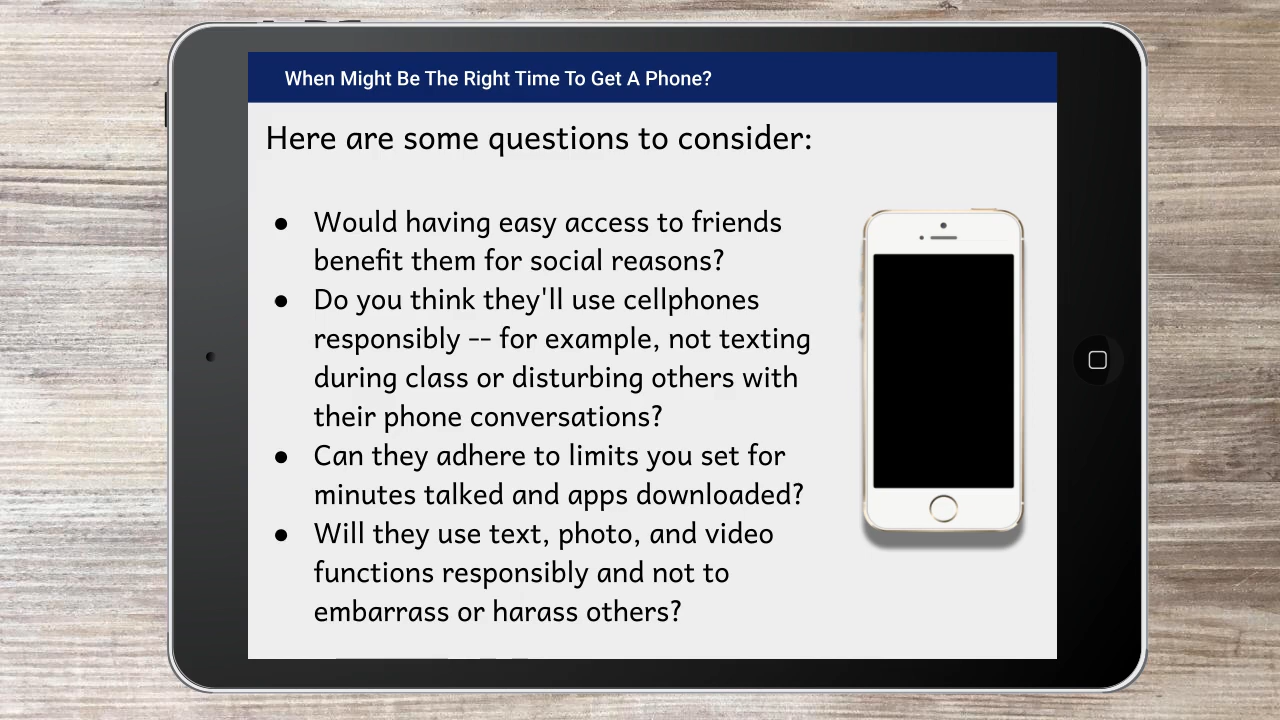 When Might Be The Right Time To Get A Phone?
Here are some questions to consider:
● Would having easy access to friends
benefit them for social reasons?
● Do you think they'll use cellphones
responsibly -- for example, not texting
during class or disturbing others with
their phone conversations?
● Can they adhere to limits you set for
minutes talked and apps downloaded?
● Will they use text, photo, and video
functions responsibly and not to
embarrass or harass others?